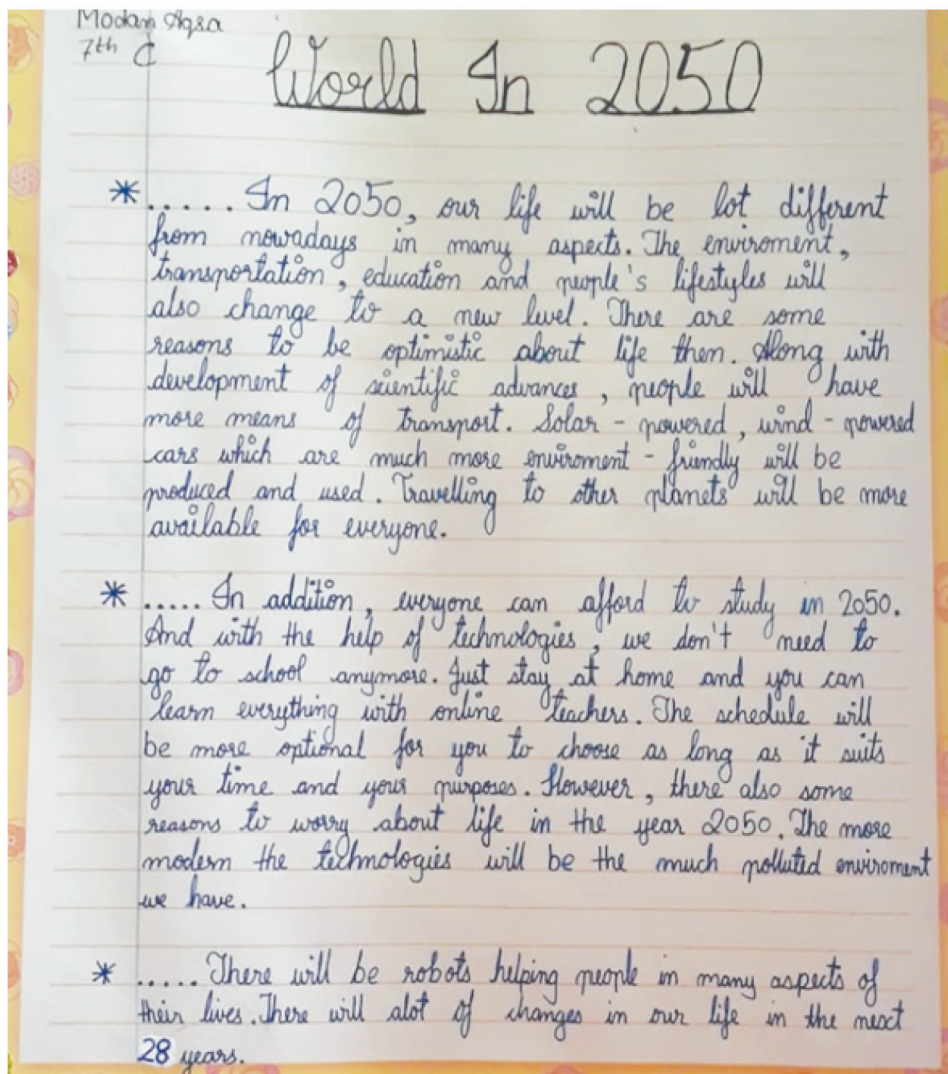 Modan Aqsa
7th C
World In 2050
* ..... In 2050, our life will be lot different
from nowadays in many aspects. The enviroment,
transportation, education and people's lifestyles will
also change to a new level. There are some
reasons to be optimistic about life then. Along with
development of scientific advances, people will have
more means of transport. Solar - powered, wind - powered
cars which are much more enviroment - friendly will be
produced and used. Travelling to other planets will be more
available for everyone.
* ..... In addition, everyone can afford to study in 2050.
And with the help of technologies, we don't need to
go to school anymore. Just stay at home and you can
learn everything with online teachers. The schedule will
be more optional for you to choose as long as it suits
your time and your purposes. However, there also some
reasons to worry about life in the year 2050. The more
modern the technologies will be the much polluted enviroment
we have.
* ..... There will be robots helping people in many aspects of
their lives. There will alot of changes in our life in the next
28 years.